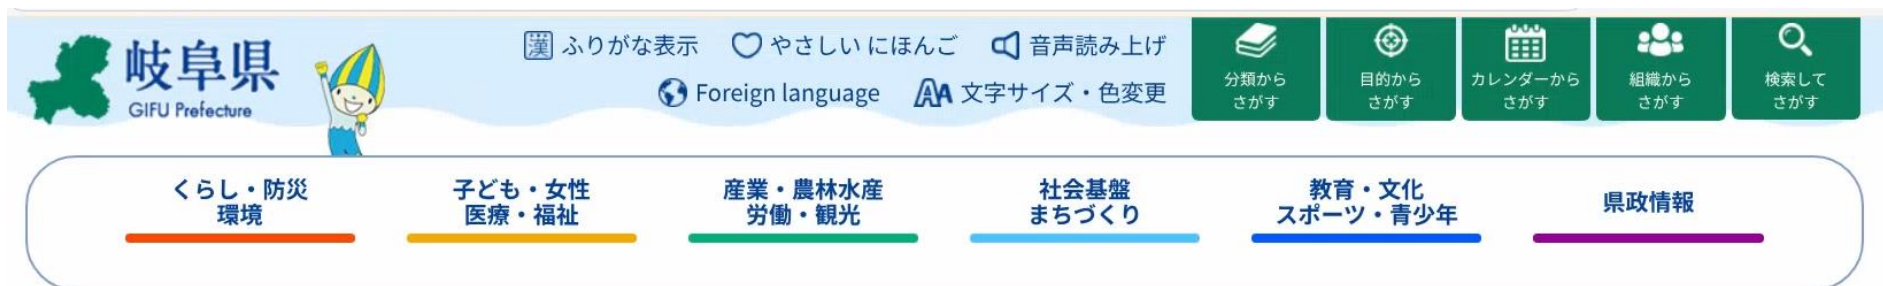 岐阜県
GIFU Prefecture
漢 ふりがな表示 やさしい にほんご 音声読み上げ
Foreign language AA 文字サイズ・色変更
分類から
さがす
目的から
さがす
カレンダーから
さがす
組織から
さがす
検索して
さがす
くらし・防災
環境
子ども・女性
医療・福祉
産業・農林水産
労働・観光
社会基盤
まちづくり
教育・文化
スポーツ・青少年
県政情報